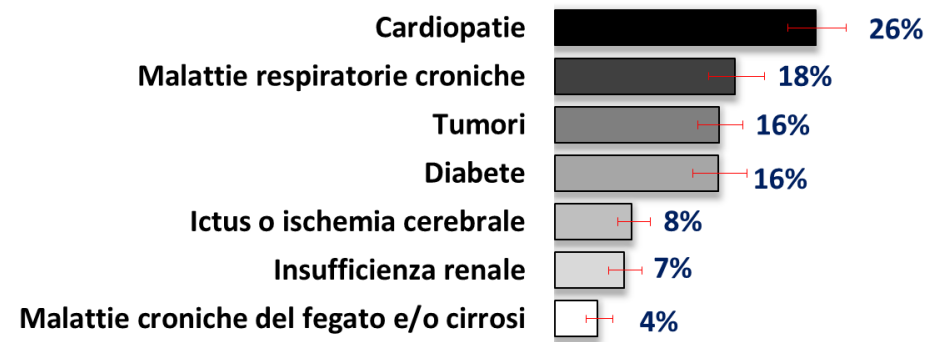 Cardiopatie 26%
Malattie respiratorie croniche 18%
Tumori 16%
Diabete 16%
Ictus o ischemia cerebrale 8%
Insufficienza renale 7%
Malattie croniche del fegato e/o cirrosi 4%